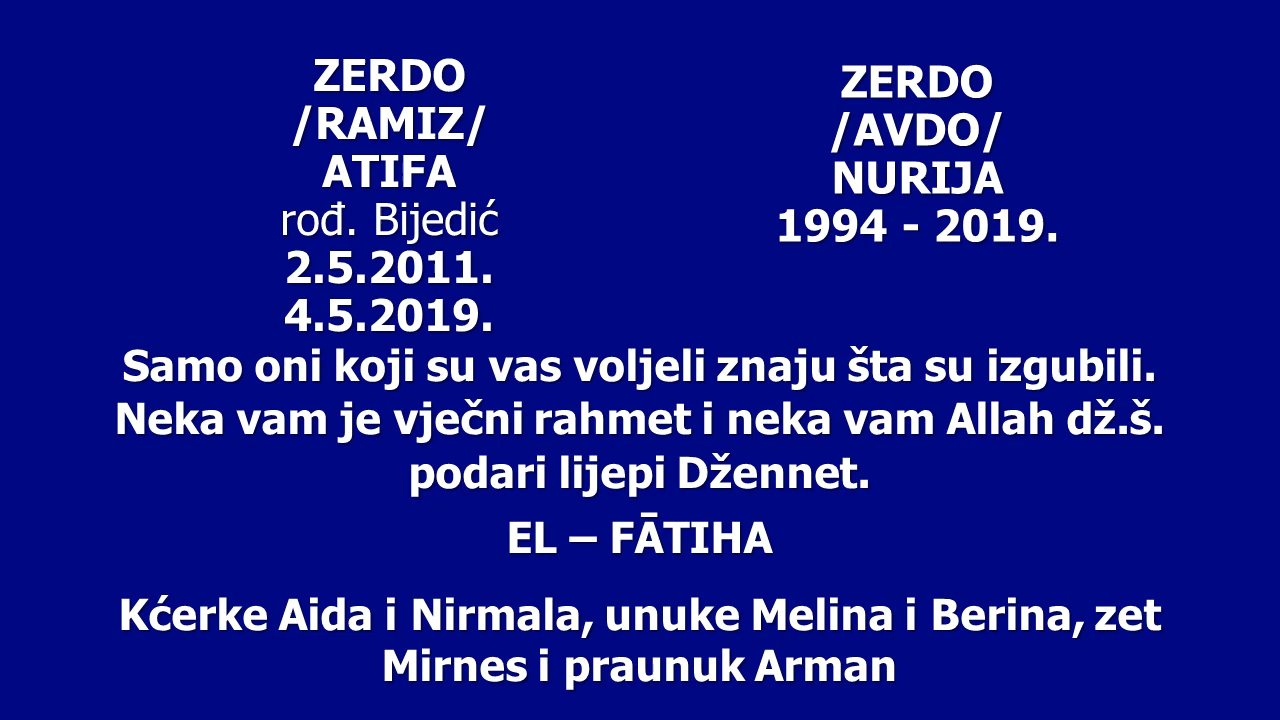 ZERDO
/RAMIZ/
ATIFA
rođ. Bijedić
2.5.2011.
4.5.2019.
ZERDO
/AVDO/
NURIJA
1994 - 2019.
Samo oni koji su vas voljeli znaju šta su izgubili.
Neka vam je vječni rahmet i neka vam Allah dž.š.
podari lijepi Džennet.
EL – FĀTIHA
Kćerke Aida i Nirmala, unuke Melina i Berina, zet
Mirnes i praunuk Arman